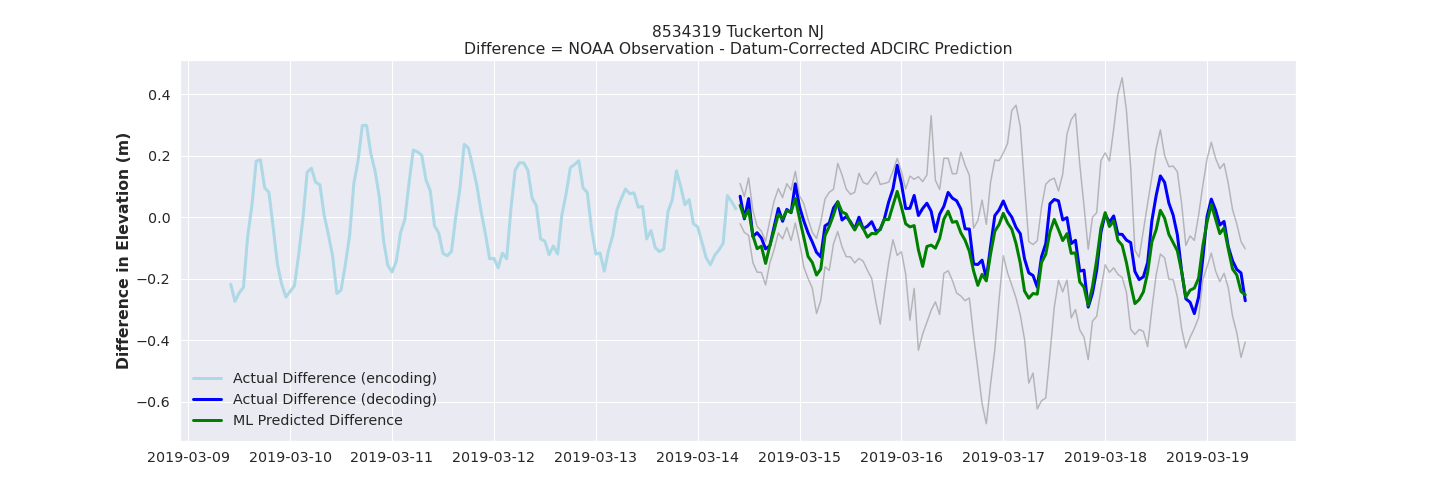 8534319 Tuckerton NJ
Difference = NOAA Observation - Datum-Corrected ADCIRC Prediction
Difference in Elevation (m)
0.4
0.2
0.0
−0.2
−0.4
−0.6
Actual Difference (encoding)
Actual Difference (decoding)
ML Predicted Difference
2019-03-09 2019-03-10 2019-03-11 2019-03-12 2019-03-13 2019-03-14 2019-03-15 2019-03-16 2019-03-17 2019-03-18 2019-03-19